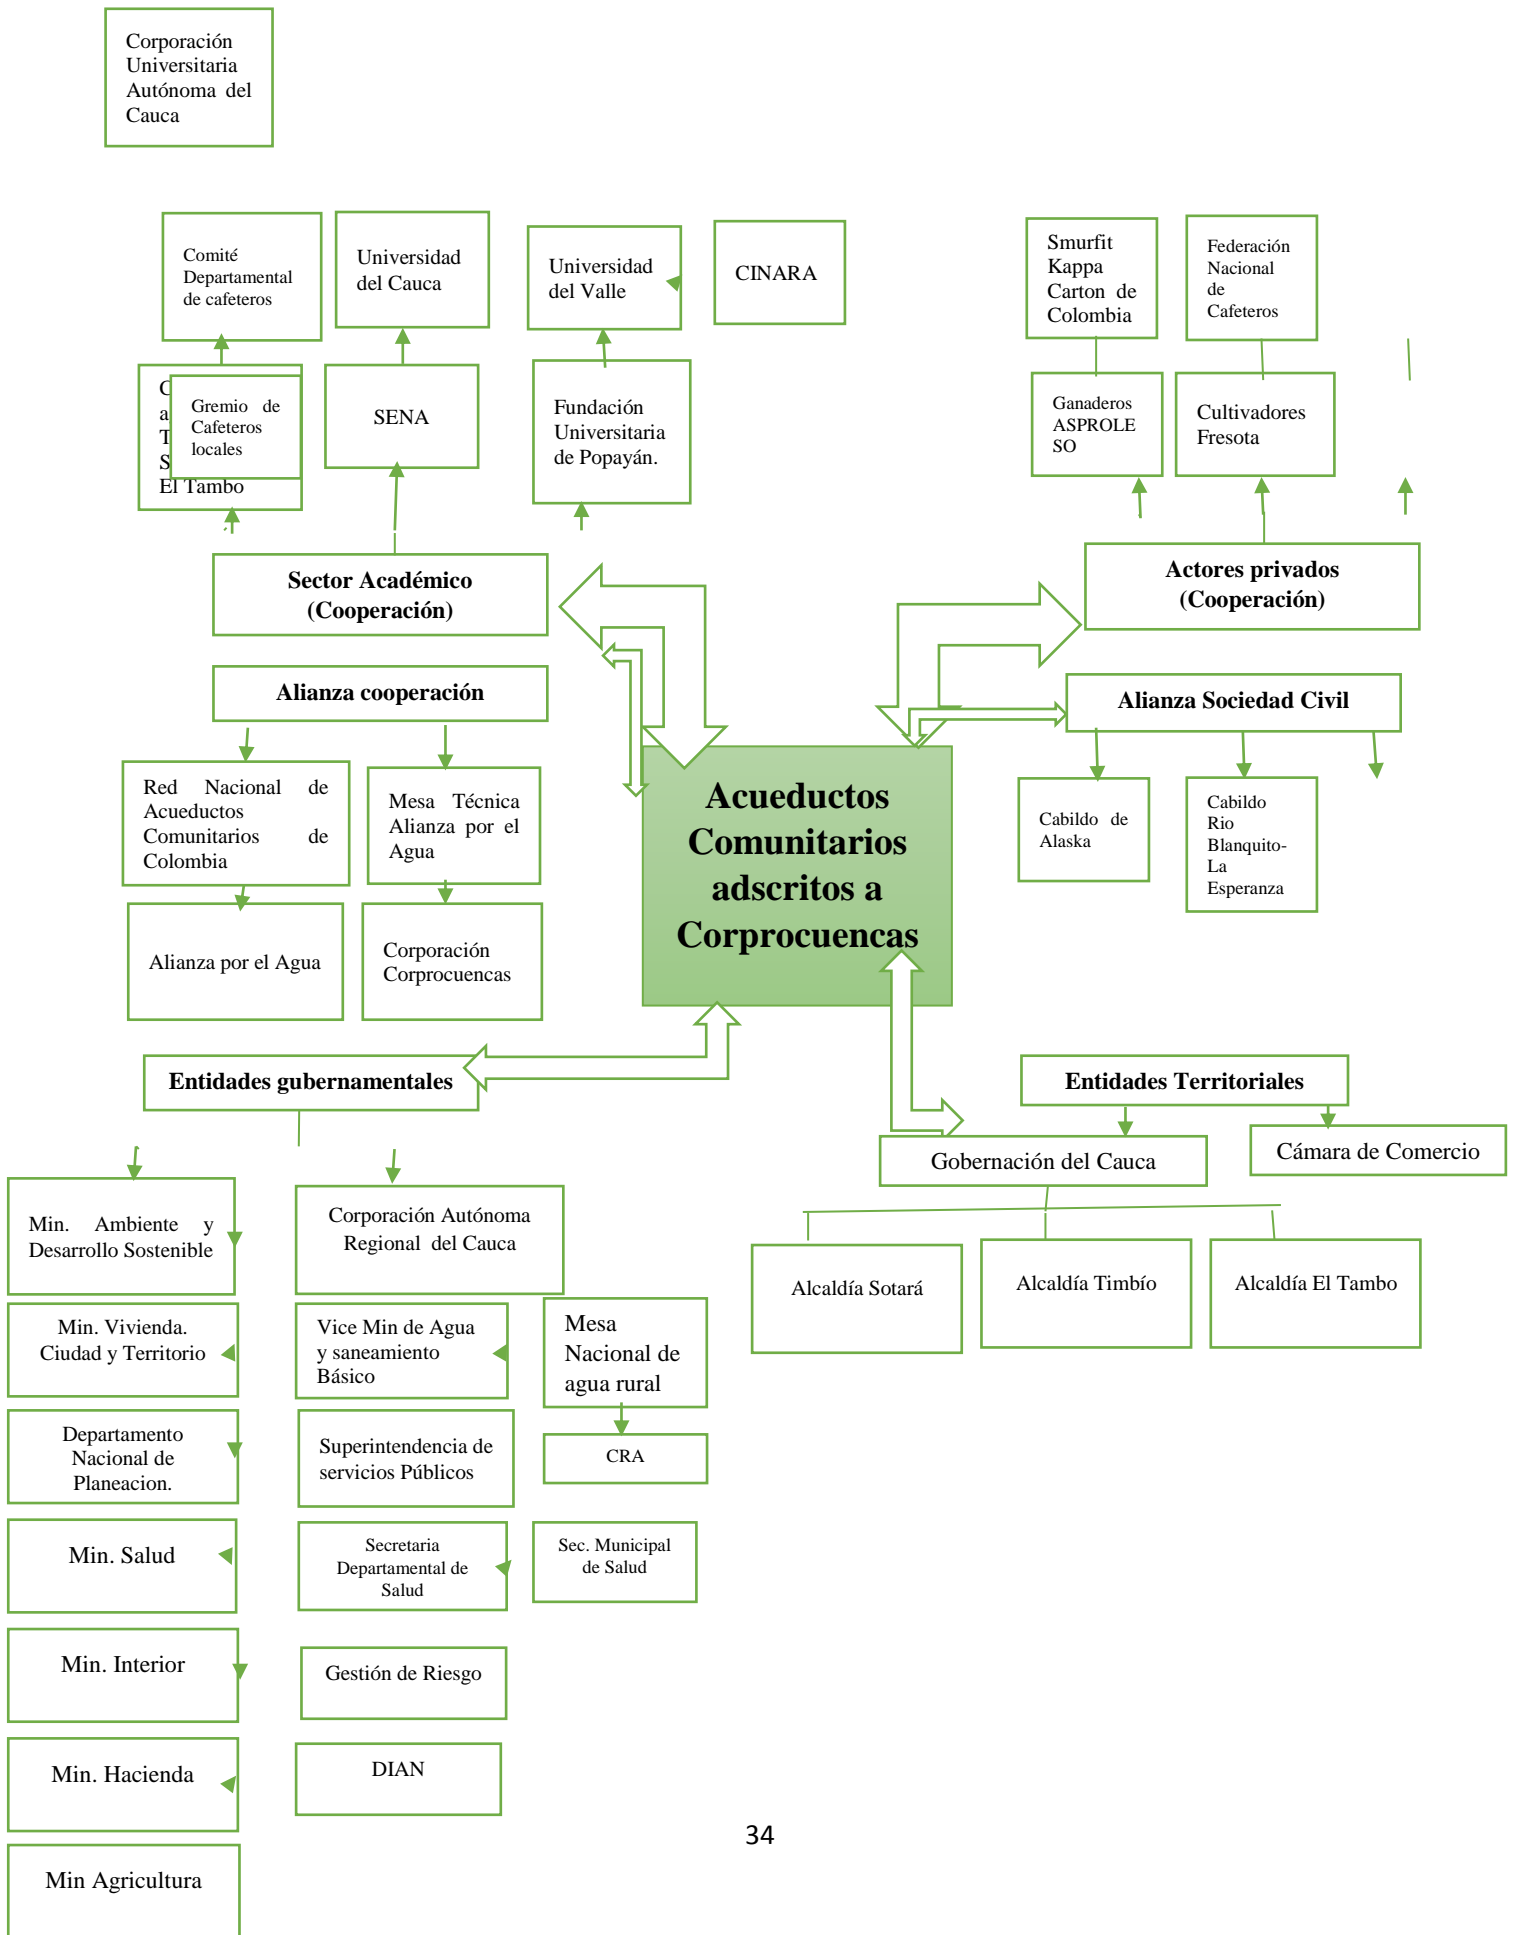 Corporación
Universitaria
Autónoma del
Cauca
Comité
Departamental
de cafeteros
Universidad
del Cauca
Universidad
del Valle
CINARA
Smurfit
Kappa
Carton de
Colombia
Federación
Nacional
de
Cafeteros
Gremio de
Cafeteros
locales
El Tambo
SENA
Fundación
Universitaria
de Popayán.
Ganaderos
ASPROLE
SO
Cultivadores
Fresota
Sector Académico
(Cooperación)
Actores privados
(Cooperación)
Alianza cooperación
Alianza Sociedad Civil
Red Nacional de
Acueductos
Comunitarios de
Colombia
Mesa Técnica
Alianza por el
Agua
Acueductos
Comunitarios
adscritos a
Corprocuencas
Cabildo de
Alaska
Cabildo
Rio
Blanquito-
La
Esperanza
Alianza por el Agua
Corporación
Corprocuencas
Entidades gubernamentales
Entidades Territoriales
Gobernación del Cauca
Cámara de Comercio
Min. Ambiente y
Desarrollo Sostenible
Corporación Autónoma
Regional del Cauca
Alcaldía Sotará
Alcaldía Timbío
Alcaldía El Tambo
Min. Vivienda.
Ciudad y Territorio
Vice Min de Agua
y saneamiento
Básico
Mesa
Nacional de
agua rural
Departamento
Nacional de
Planeacion.
Superintendencia de
servicios Públicos
CRA
Min. Salud
Secretaria
Departamental de
Salud
Sec. Municipal
de Salud
Min. Interior
Gestión de Riesgo
Min. Hacienda
DIAN
34
Min Agricultura